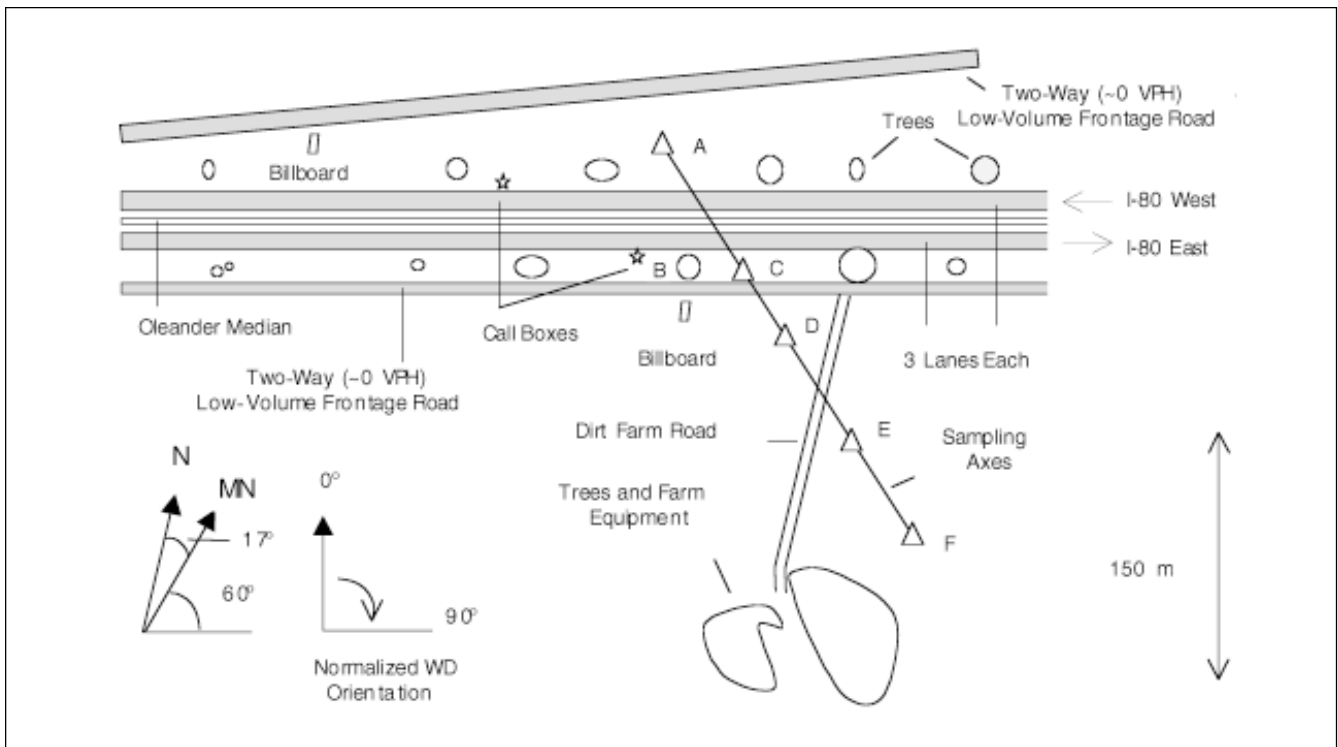 Two-Way (~0 VPH)
Low-Volume Frontage Road
Trees
A
Billboard
I-80 West
I-80 East
B
C
Oleander Median
Call Boxes
D
Billboard
3 Lanes Each
Two-Way (~0 VPH)
Low-Volume Frontage Road
Dirt Farm Road
E
Sampling
Axes
N
MN
0°
17°
60°
90°
Trees and Farm
Equipment
F
150 m
Normalized WD
Orientation